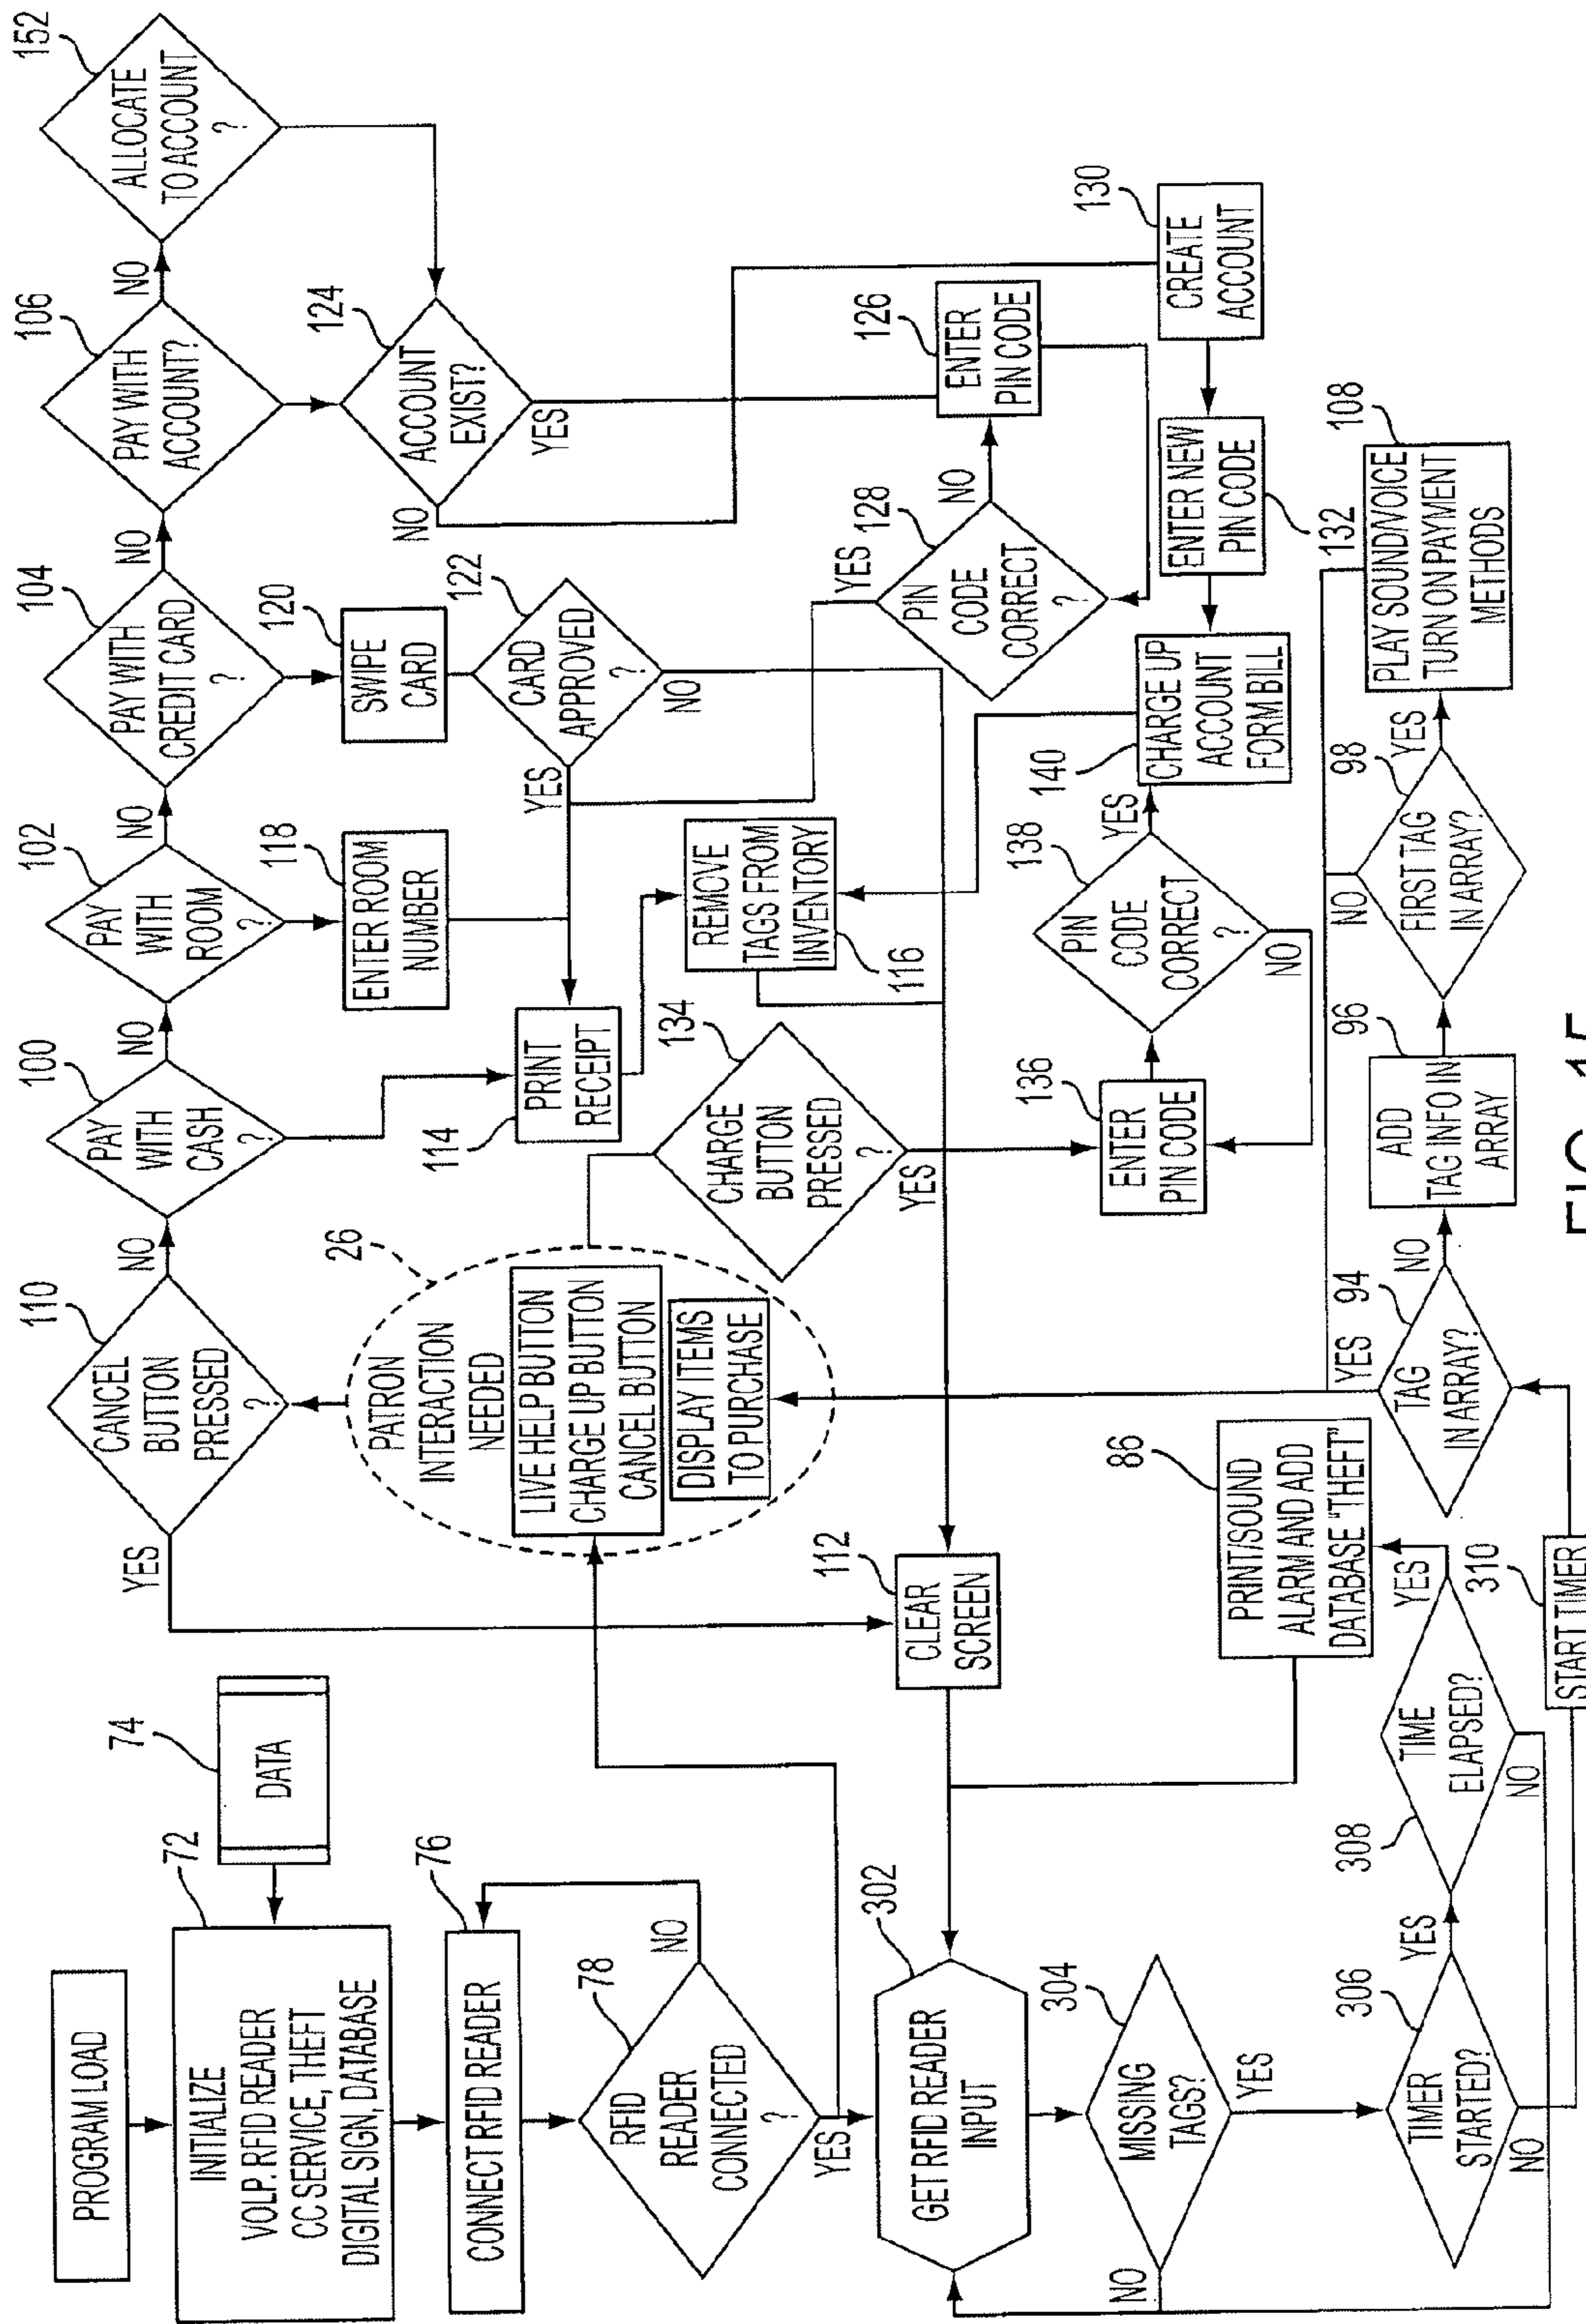 PROGRAM LOAD
72
INITIALIZE
VOLP. RFID READER
CC SERVICE, THEFT
DIGITAL SIGN, DATABASE
74
DATA
76
CONNECT RFID READER
78
RFID
READER
CONNECTED
?
NO
YES
302
GET RFID READER
INPUT
304
MISSING
TAGS?
NO
YES
306
TIMER
STARTED?
YES
NO
308
TIME
ELAPSED?
YES
NO
310
START TIMER
86
PRINT/SOUND
ALARM AND ADD
DATABASE "THEFT"
112
CLEAR
SCREEN
110
CANCEL
BUTTON
PRESSED
?
YES
NO
26
PATRON
INTERACTION
NEEDED
LIVE HELP BUTTON
CHARGE UP BUTTON
CANCEL BUTTON
DISPLAY ITEMS
TO PURCHASE
94
TAG
IN ARRAY?
YES
NO
96
ADD
TAG INFO IN
ARRAY
98
FIRST TAG
IN ARRAY?
NO
YES
108
PLAY SOUND/VOICE
TURN ON PAYMENT
METHODS
100
PAY
WITH
CASH
?
NO
102
PAY
WITH
ROOM
?
NO
104
PAY WITH
CREDIT CARD
?
NO
106
PAY WITH
ACCOUNT?
NO
152
ALLOCATE
TO ACCOUNT
?
118
ENTER ROOM
NUMBER
120
SWIPE
CARD
122
CARD
APPROVED
?
YES
NO
124
ACCOUNT
EXIST?
NO
YES
114
PRINT
RECEIPT
REMOVE
TAGS FROM
INVENTORY
116
134
CHARGE
BUTTON
PRESSED
?
YES
136
ENTER
PIN CODE
138
PIN
CODE
CORRECT
?
YES
NO
140
CHARGE UP
ACCOUNT
FORM BILL
128
PIN
CODE
CORRECT
?
YES
NO
126
ENTER
PIN CODE
130
CREATE
ACCOUNT
ENTER NEW
PIN CODE
132